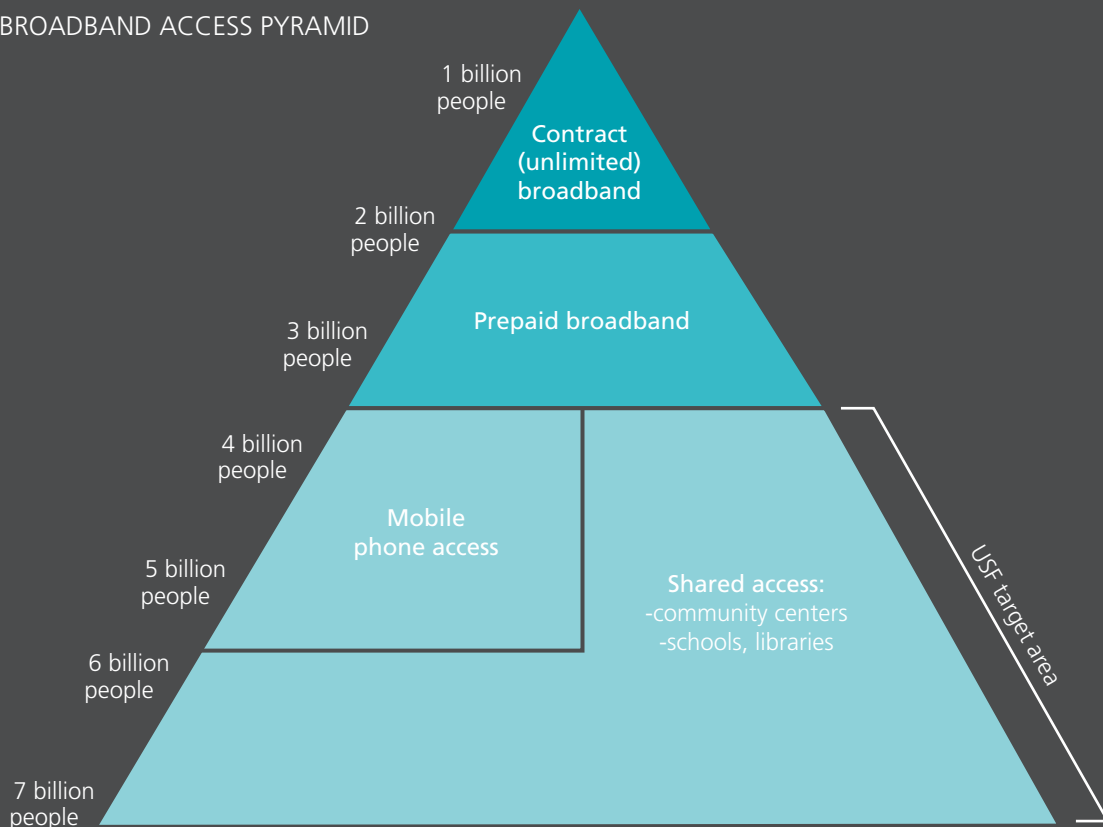 BROADBAND ACCESS PYRAMID
1 billion
people
Contract
(unlimited)
broadband
2 billion
people
Prepaid broadband
3 billion
people
4 billion
people
Mobile
phone access
5 billion
people
Shared access:
-community centers
-schools, libraries
USF target area
6 billion
people
7 billion
people